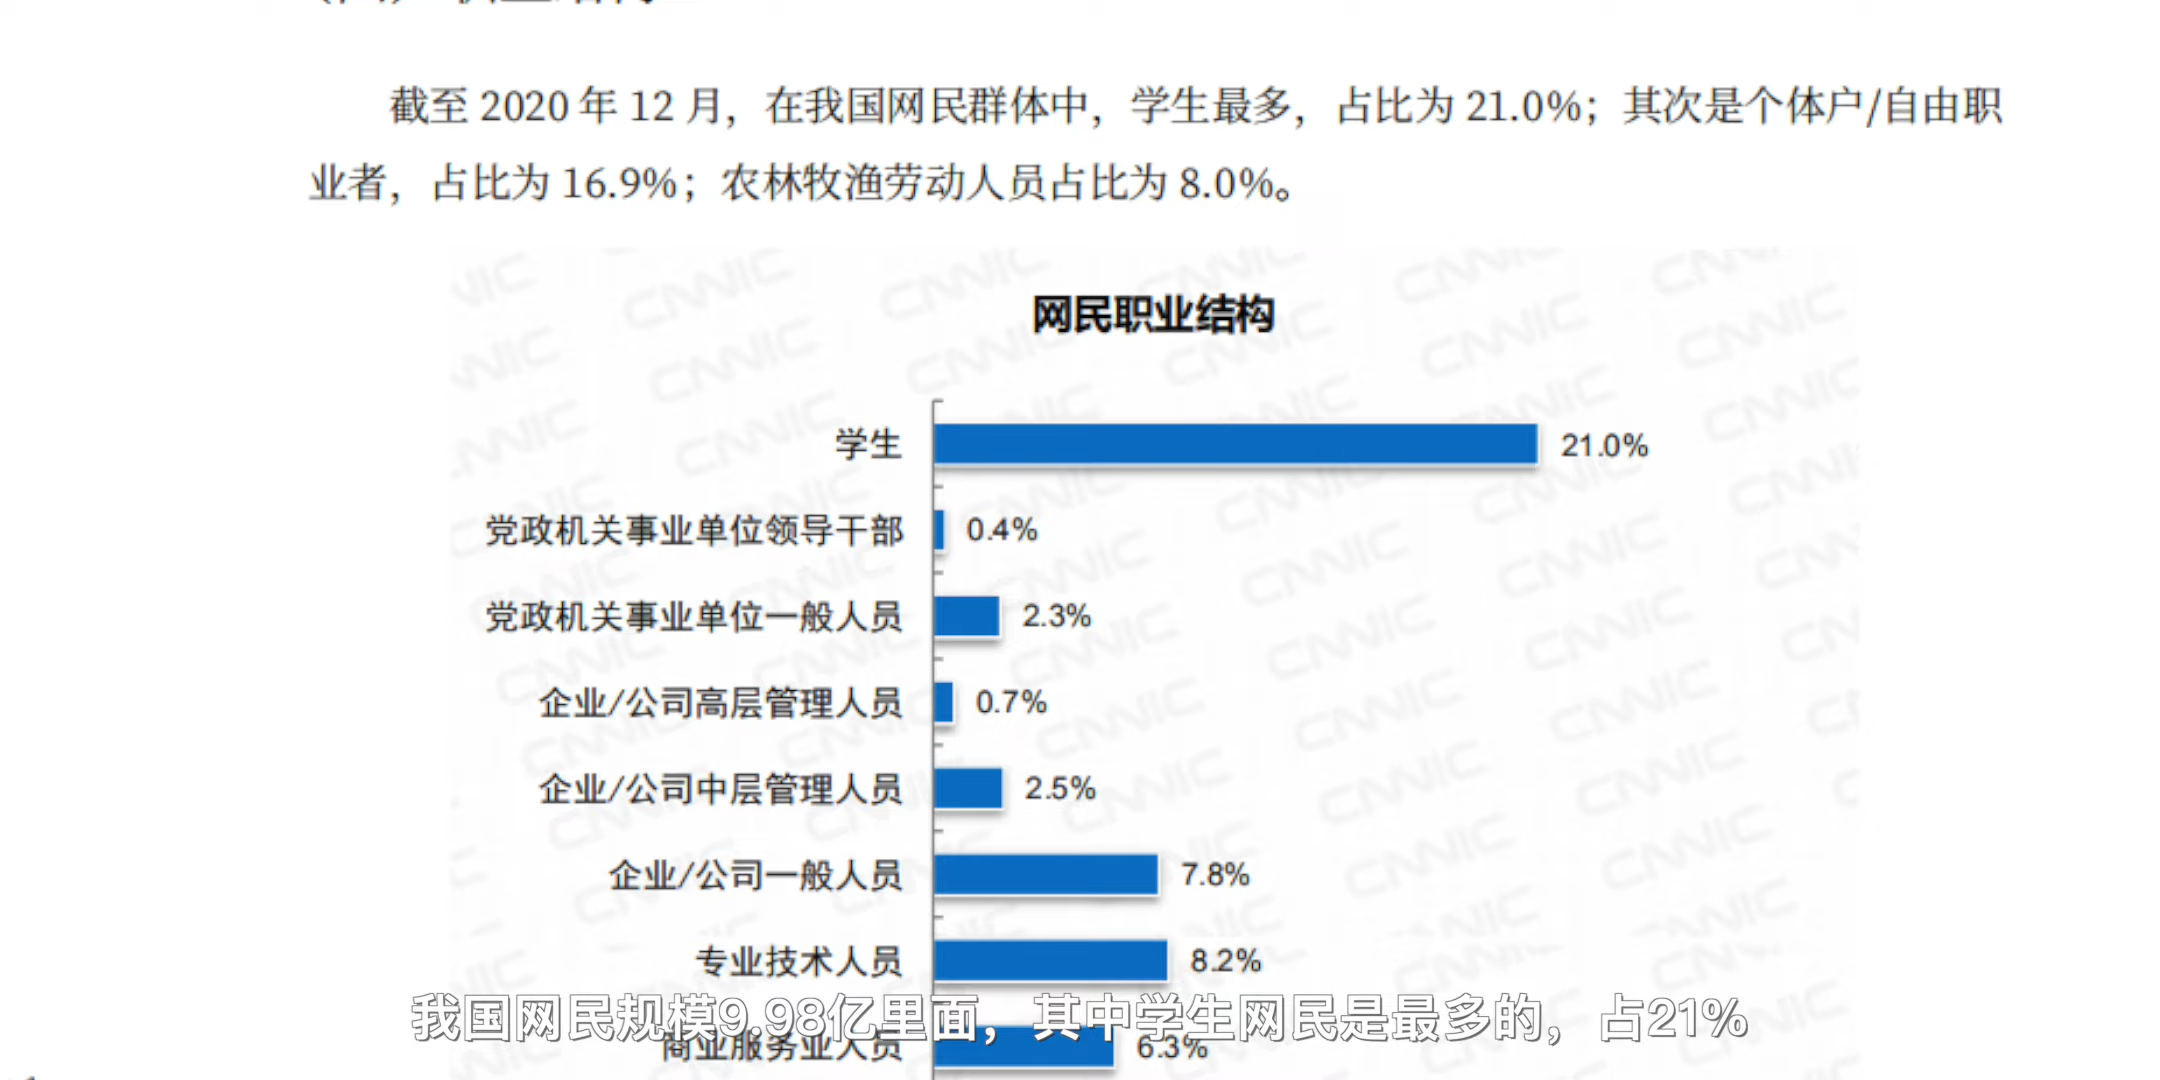 截至 2020 年 12 月，在我国网民群体中，学生最多，占比为 21.0%；其次是个体户/自由职
业者，占比为 16.9%；农林牧渔劳动人员占比为 8.0%。
网民职业结构
学生 21.0%
党政机关事业单位领导干部 0.4%
党政机关事业单位一般人员 2.3%
企业/公司高层管理人员 0.7%
企业/公司中层管理人员 2.5%
企业/公司一般人员 7.8%
专业技术人员 8.2%
我国网民规模9.98亿里面，其中学生网民是最多的，占21%
商业服务业人员 6.3%
CNNIC